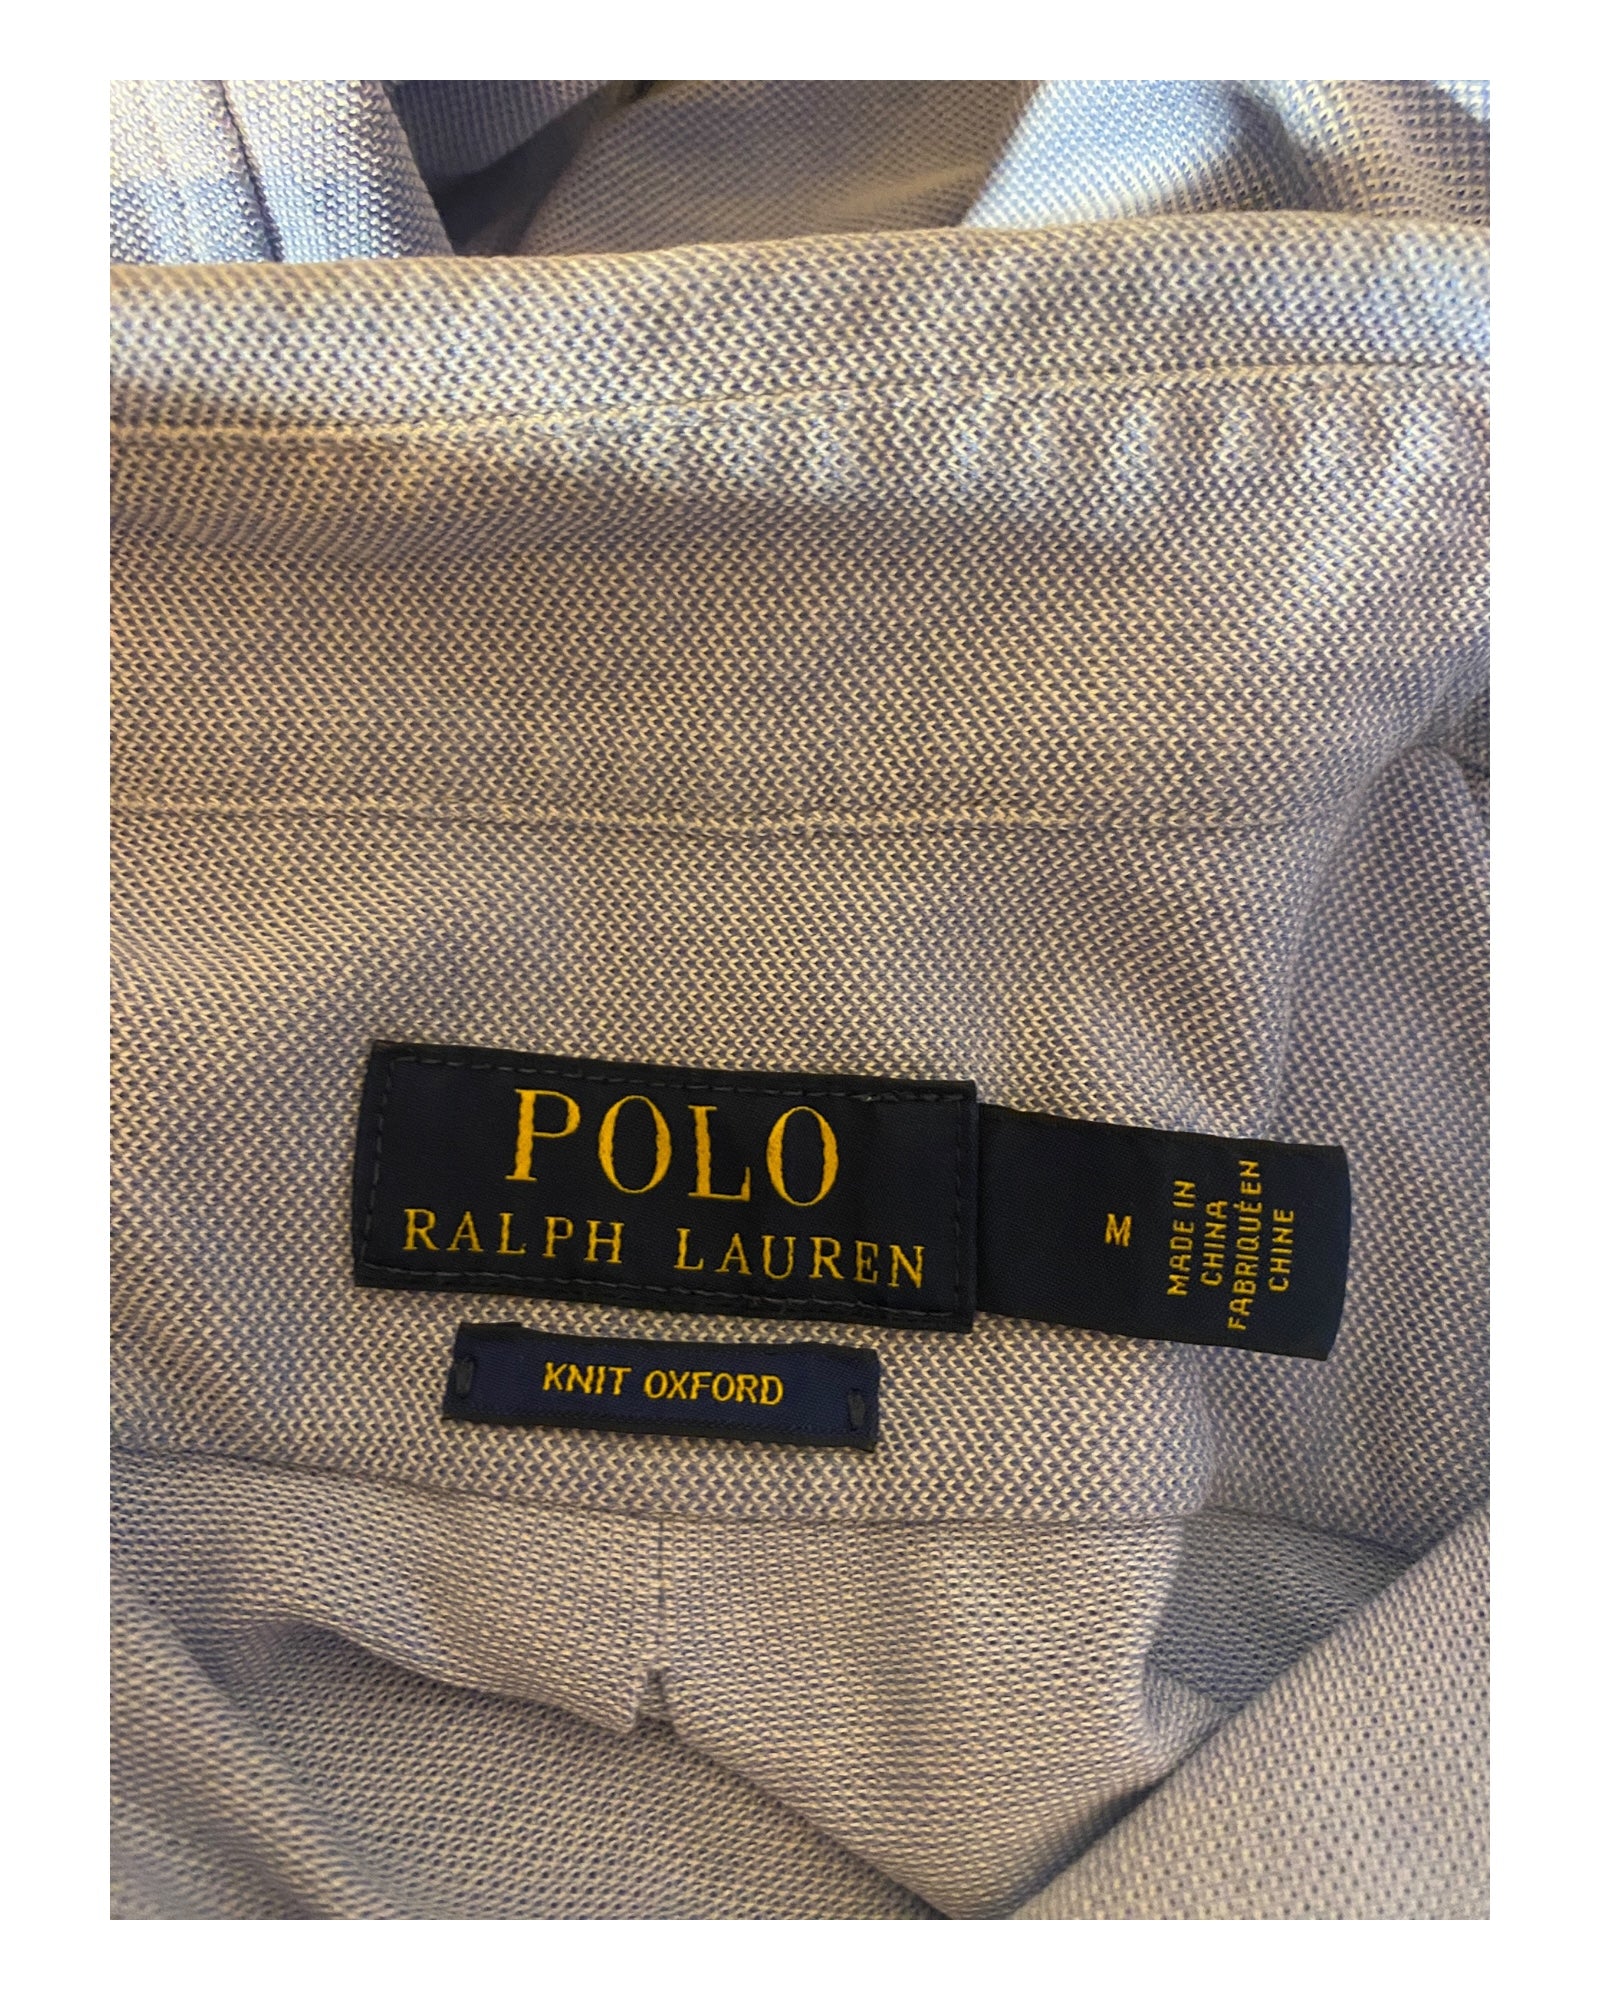 POLO
RALPH LAUREN
KNIT OXFORD
M
MADE IN
CHINA
FABRIQUÉ EN
CHINE